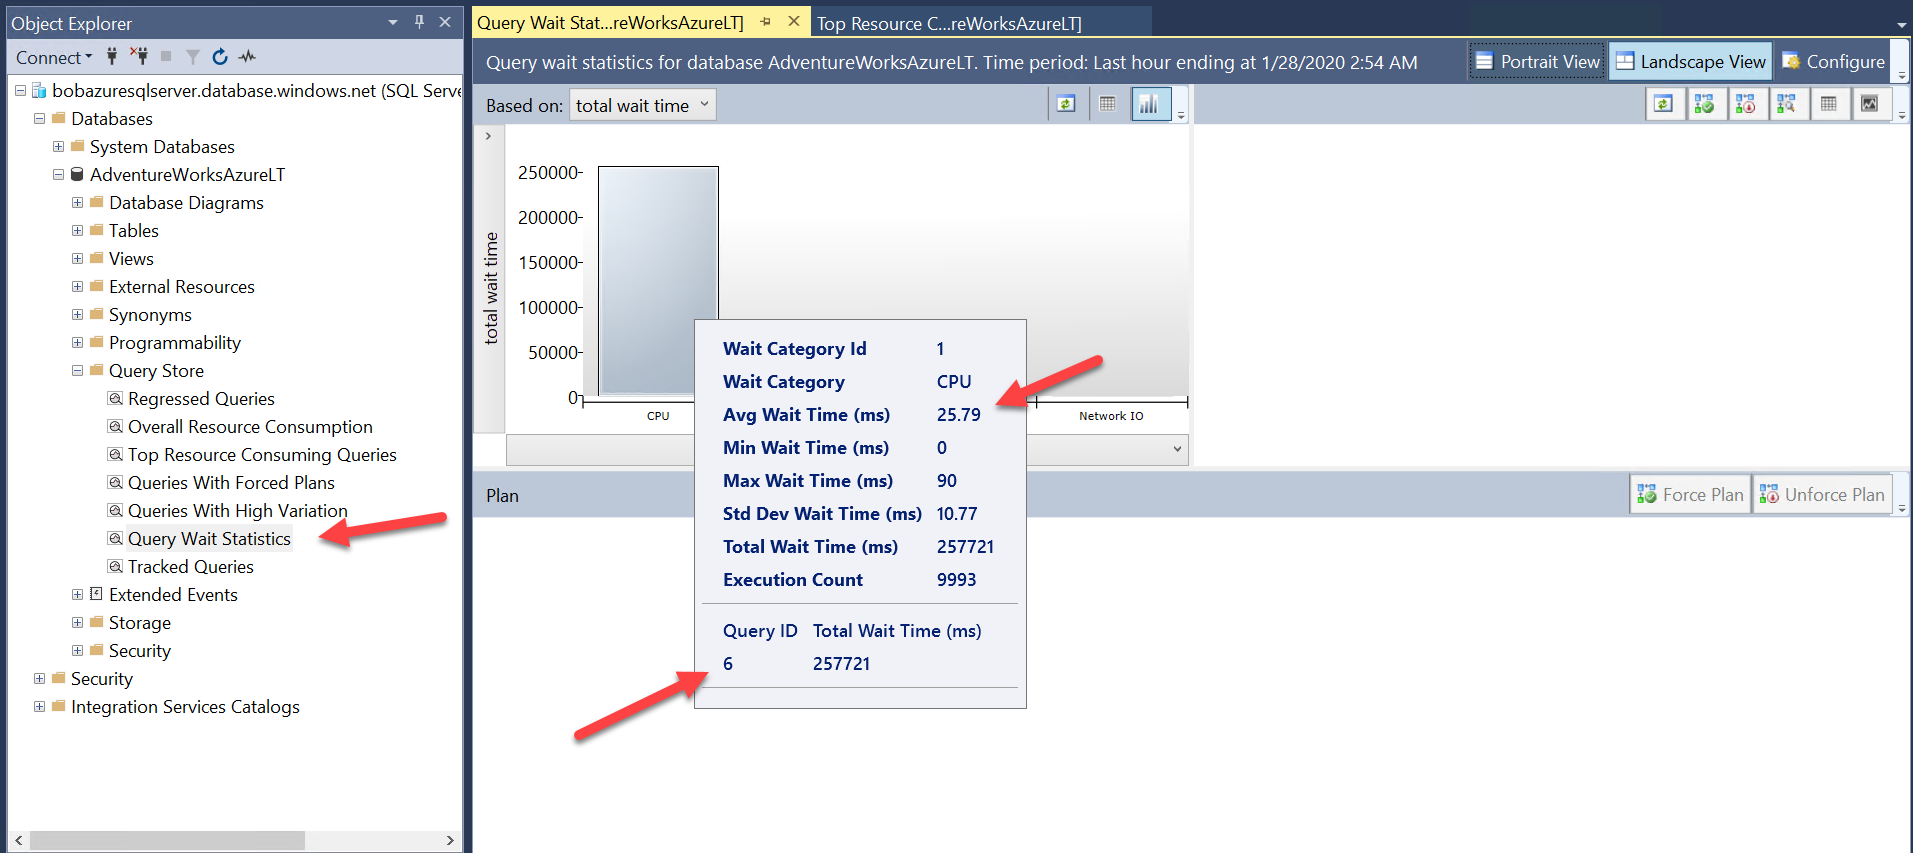 Object Explorer
Connect
bobazuresqlserver.database.windows.net (SQL Serve
Databases
System Databases
AdventureWorksAzureLT
Database Diagrams
Tables
Views
External Resources
Synonyms
Programmability
Query Store
Regressed Queries
Overall Resource Consumption
Top Resource Consuming Queries
Queries With Forced Plans
Queries With High Variation
Query Wait Statistics
Tracked Queries
Extended Events
Storage
Security
Security
Integration Services Catalogs
Query Wait Stat...reWorksAzureLT]
Top Resource C...reWorksAzureLT]
Query wait statistics for database AdventureWorksAzureLT. Time period: Last hour ending at 1/28/2020 2:54 AM
Portrait View
Landscape View
Configure
Based on: total wait time
total wait time
250000
200000
150000
100000
50000
0
CPU
Network IO
Wait Category Id 1
Wait Category CPU
Avg Wait Time (ms) 25.79
Min Wait Time (ms) 0
Max Wait Time (ms) 90
Std Dev Wait Time (ms) 10.77
Total Wait Time (ms) 257721
Execution Count 9993
Query ID Total Wait Time (ms)
6 257721
Plan
Force Plan
Unforce Plan